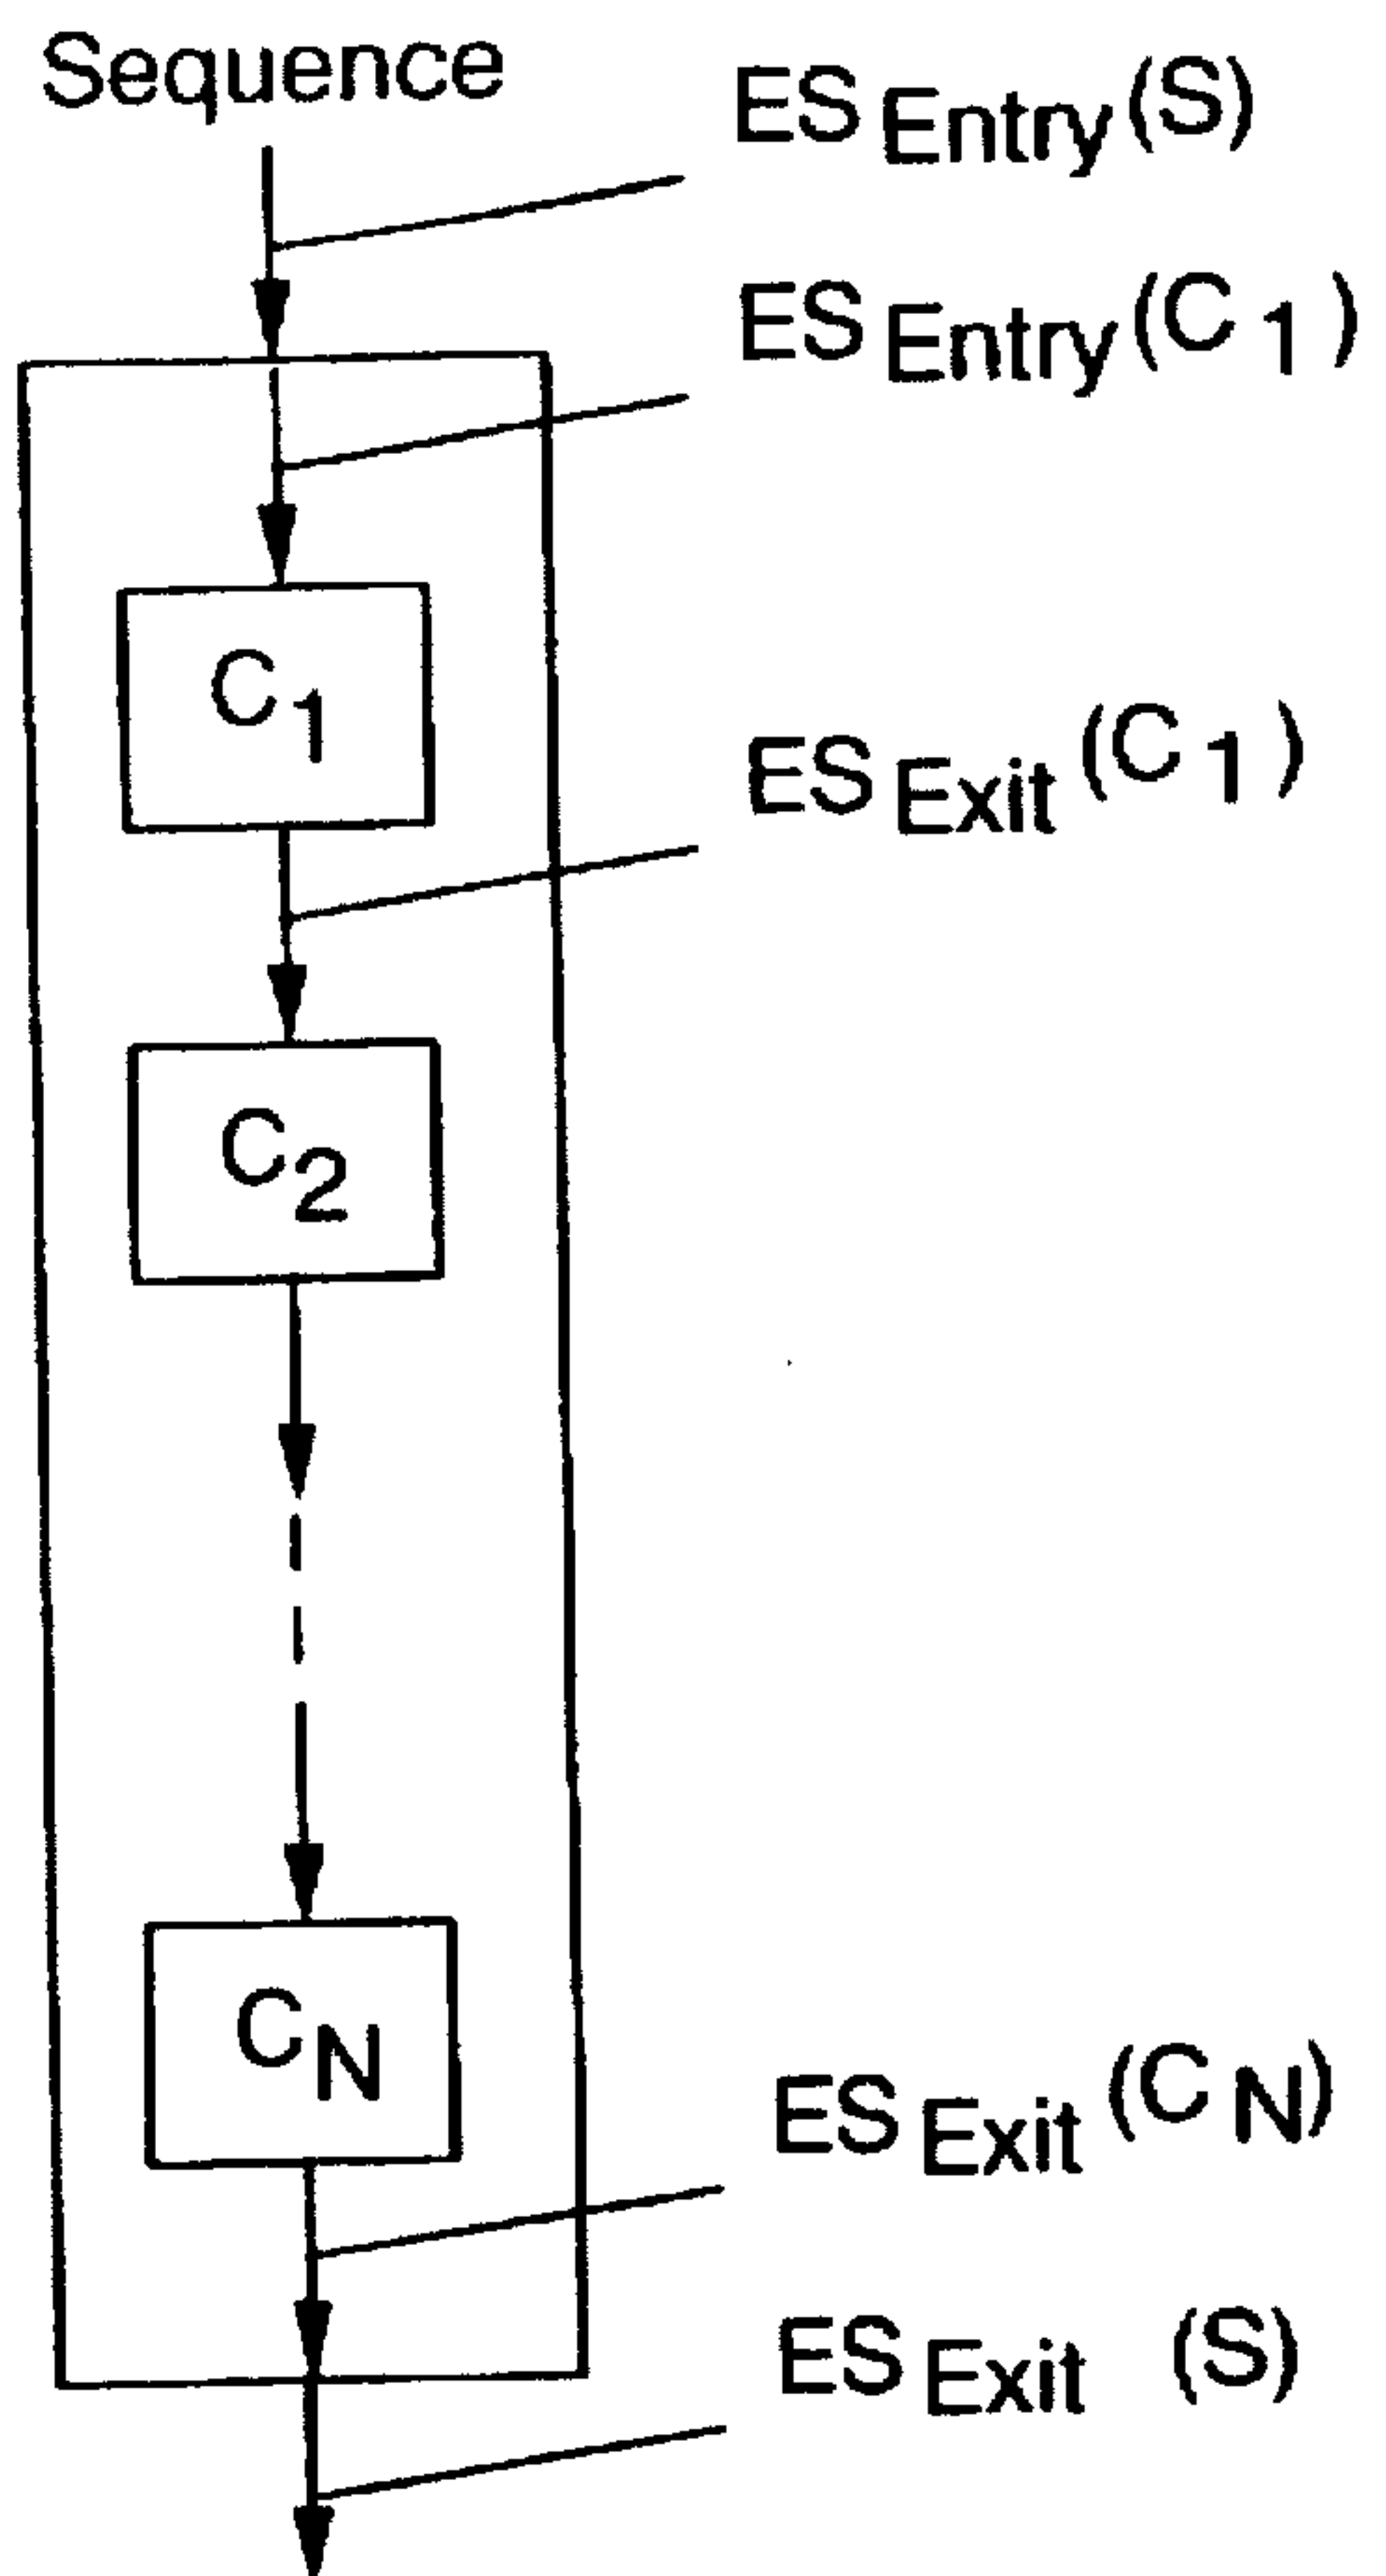 Sequence
ES Entry (S)
ES Entry (C 1)
C1
ES Exit (C 1)
C2
CN
ES Exit (C N)
ES Exit (S)